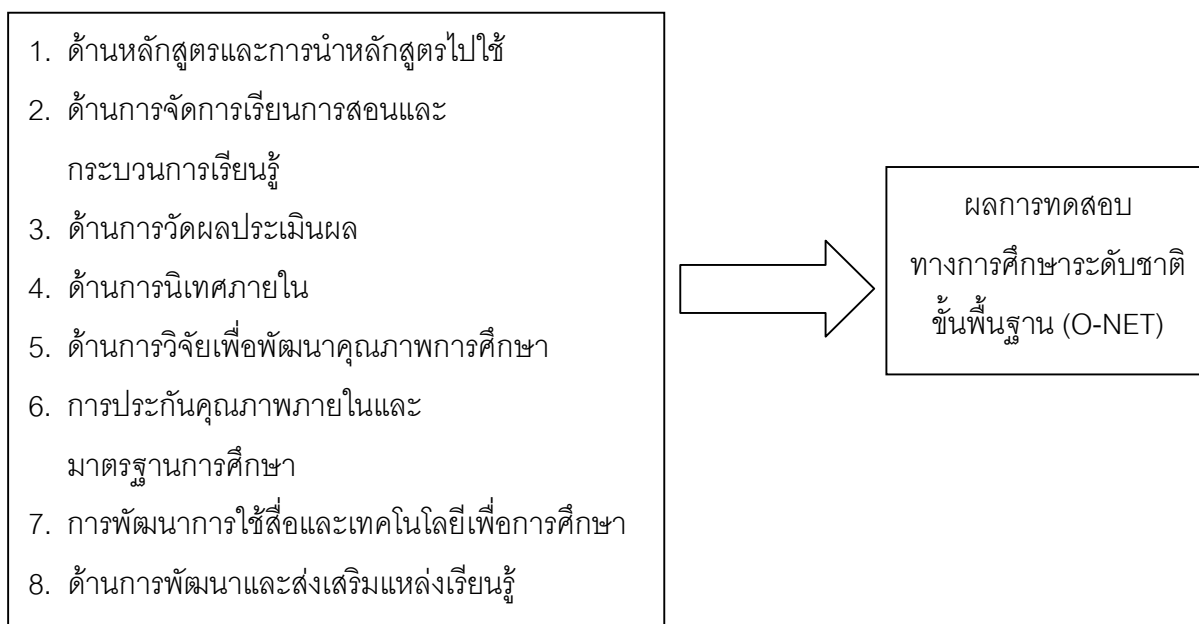 1. ด้านหลักสูตรและการนำหลักสูตรไปใช้
2. ด้านการจัดการเรียนการสอนและ
กระบวนการเรียนรู้
3. ด้านการวัดผลประเมินผล
4. ด้านการนิเทศภายใน
5. ด้านการวิจัยเพื่อพัฒนาคุณภาพการศึกษา
6. การประกันคุณภาพภายในและ
มาตรฐานการศึกษา
7. การพัฒนาการใช้สื่อและเทคโนโลยีเพื่อการศึกษา
8. ด้านการพัฒนาและส่งเสริมแหล่งเรียนรู้
ผลการทดสอบ
ทางการศึกษาระดับชาติ
ขั้นพื้นฐาน (O-NET)